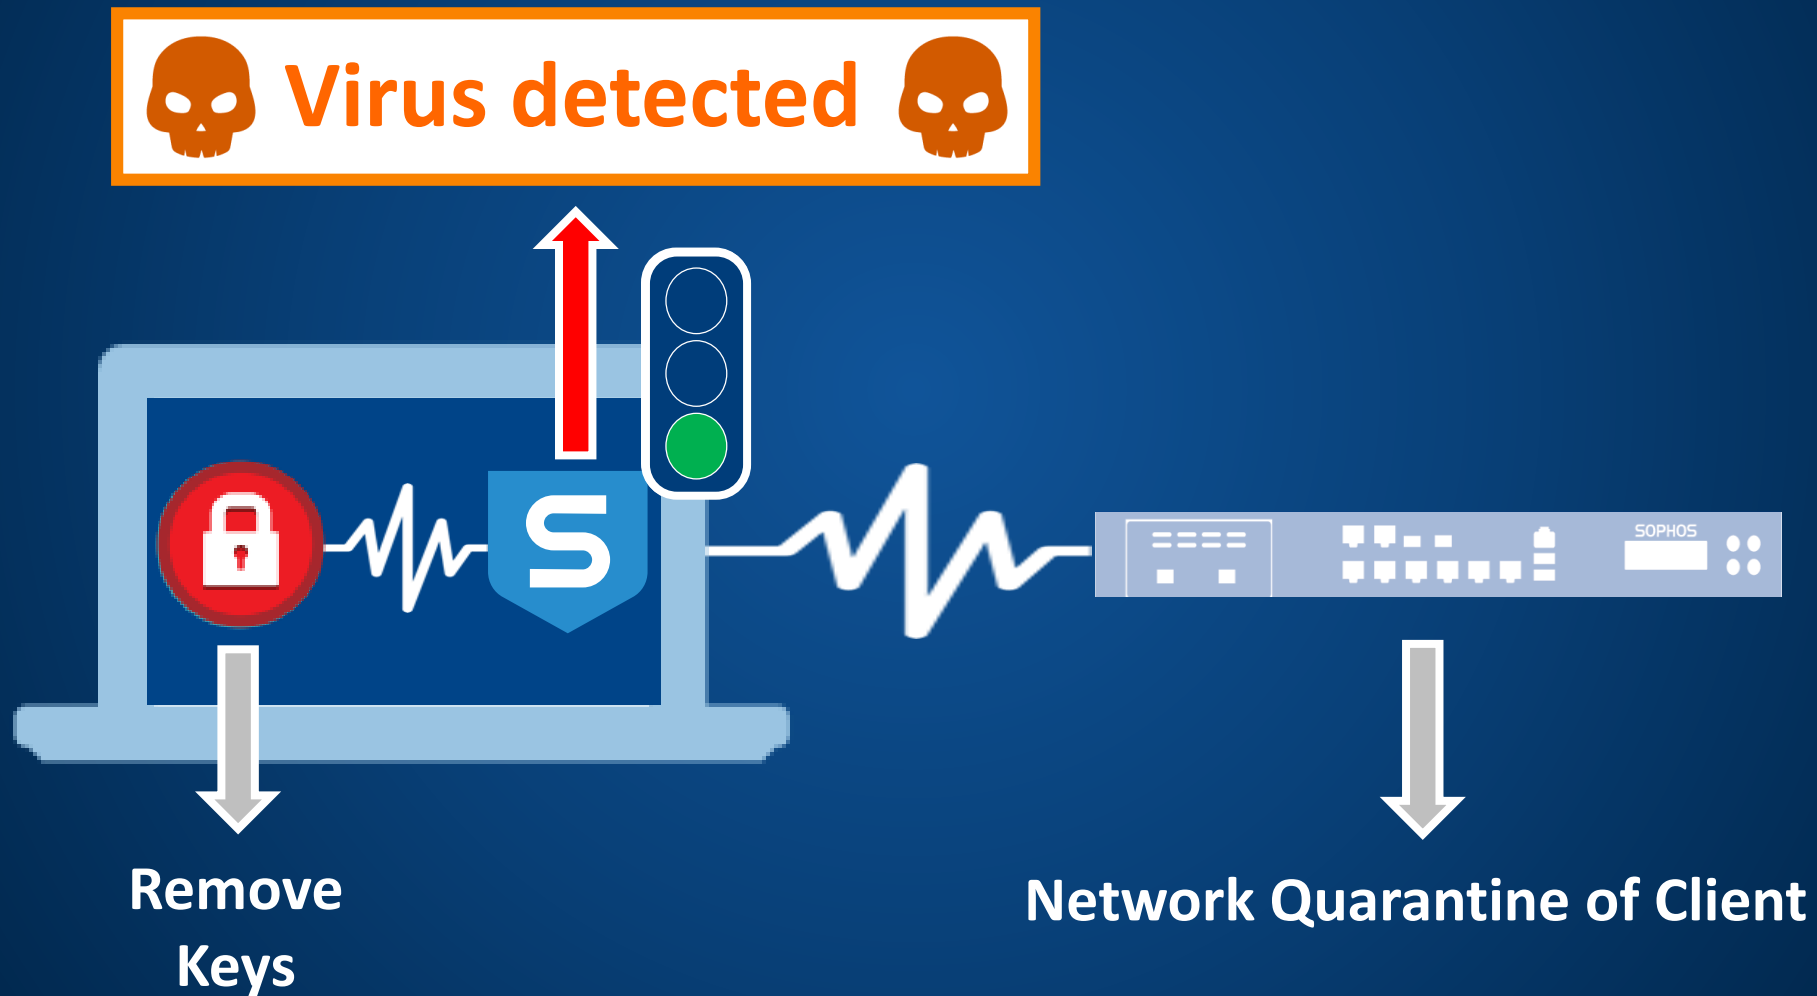 Virus detected
S
SOPHOS
Remove
Keys
Network Quarantine of Client